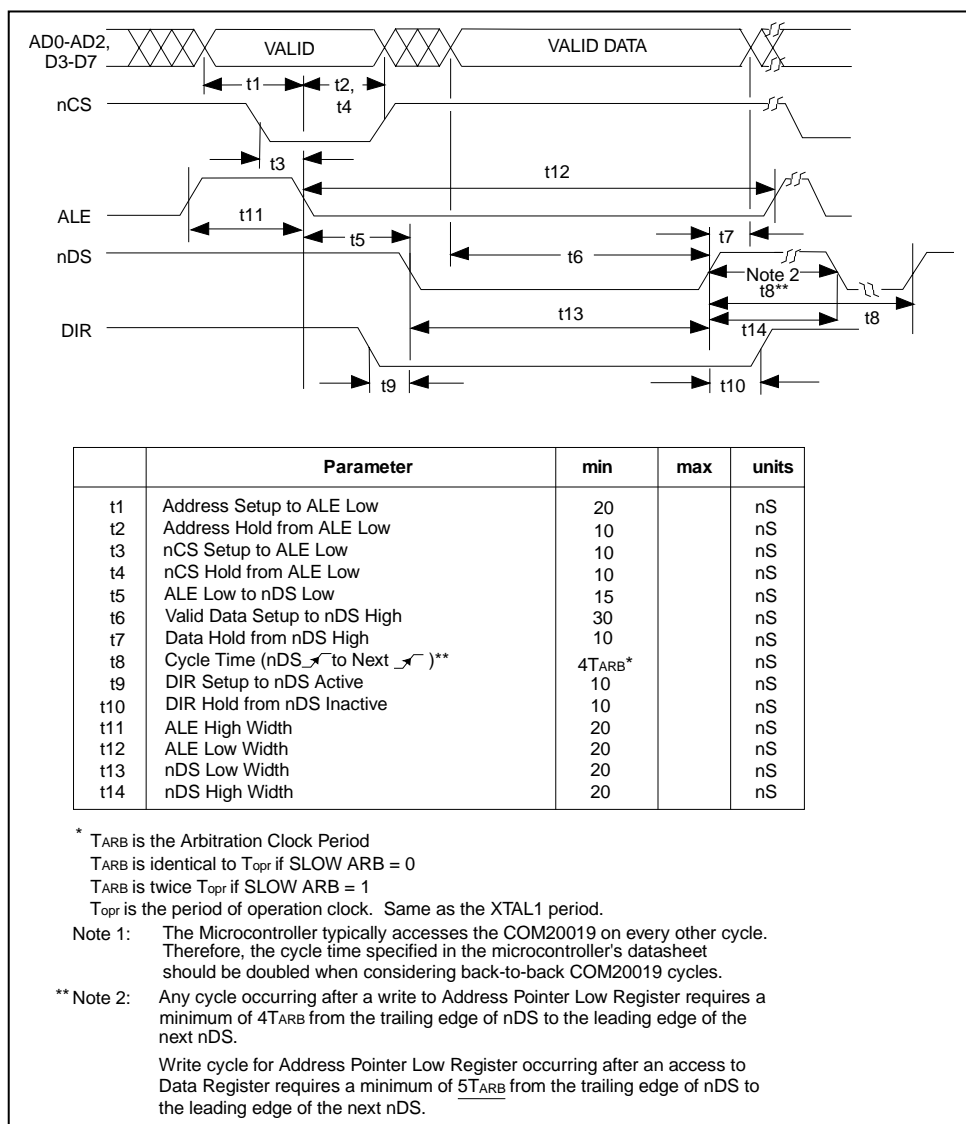 AD0-AD2,
D3-D7
VALID
VALID DATA
t1
t2,
t4
nCS
t3
t12
ALE
t11
t5
t7
nDS
t6
Note 2
t8**
t8
t13
t14
DIR
t9
t10
Parameter min max units
t1 Address Setup to ALE Low 20 nS
t2 Address Hold from ALE Low 10 nS
t3 nCS Setup to ALE Low 10 nS
t4 nCS Hold from ALE Low 10 nS
t5 ALE Low to nDS Low 15 nS
t6 Valid Data Setup to nDS High 30 nS
t7 Data Hold from nDS High 10 nS
t8 Cycle Time (nDS to Next )** 4TARB* nS
t9 DIR Setup to nDS Active 10 nS
t10 DIR Hold from nDS Inactive 10 nS
t11 ALE High Width 20 nS
t12 ALE Low Width 20 nS
t13 nDS Low Width 20 nS
t14 nDS High Width 20 nS
* TARB is the Arbitration Clock Period
TARB is identical to Topr if SLOW ARB = 0
TARB is twice Topr if SLOW ARB = 1
Topr is the period of operation clock. Same as the XTAL1 period.
Note 1: The Microcontroller typically accesses the COM20019 on every other cycle.
Therefore, the cycle time specified in the microcontroller's datasheet
should be doubled when considering back-to-back COM20019 cycles.
** Note 2: Any cycle occurring after a write to Address Pointer Low Register requires a
minimum of 4TARB from the trailing edge of nDS to the leading edge of the
next nDS.
Write cycle for Address Pointer Low Register occurring after an access to
Data Register requires a minimum of 5TARB from the trailing edge of nDS to
the leading edge of the next nDS.